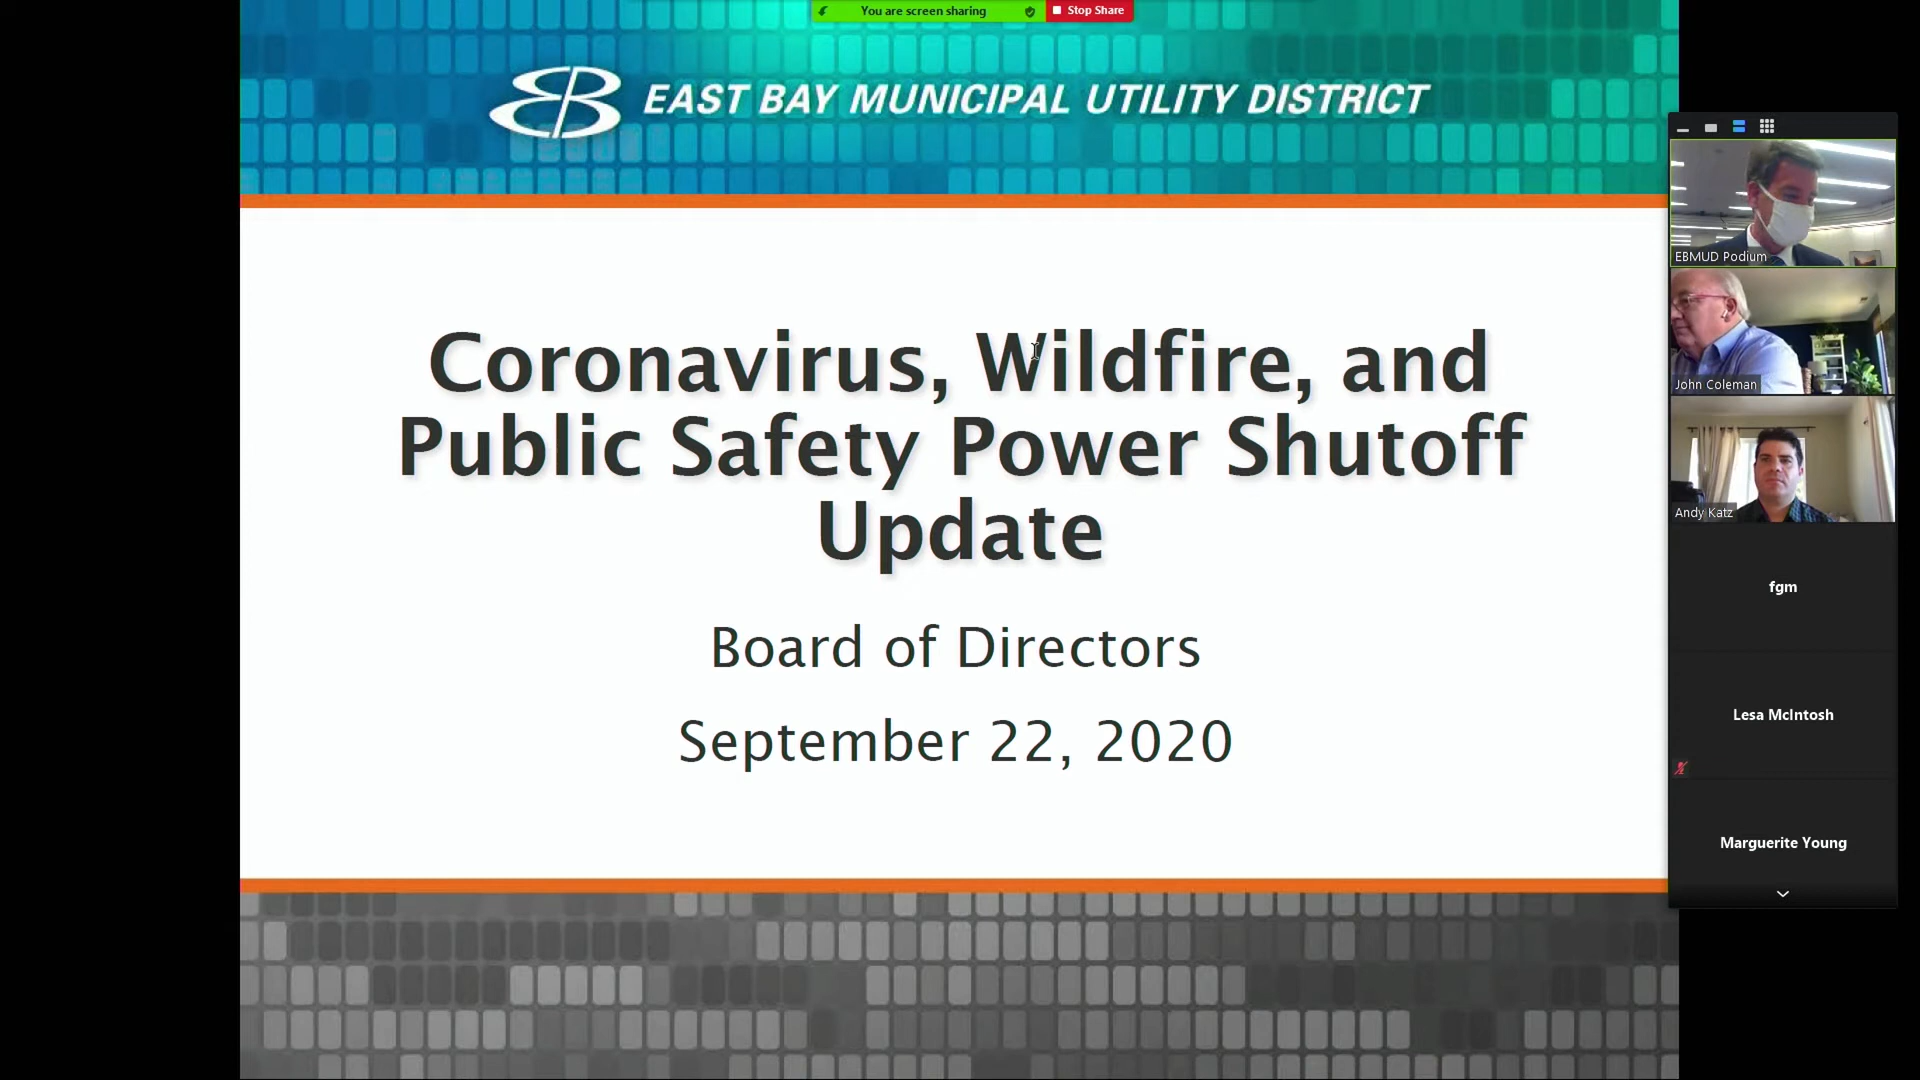 You are screen sharing
Stop Share
EB EAST BAY MUNICIPAL UTILITY DISTRICT
Coronavirus, Wildfire, and
Public Safety Power Shutoff
Update
Board of Directors
September 22, 2020
EBMUD Podium
John Coleman
Andy Katz
fgm
Lesa McIntosh
Marguerite Young